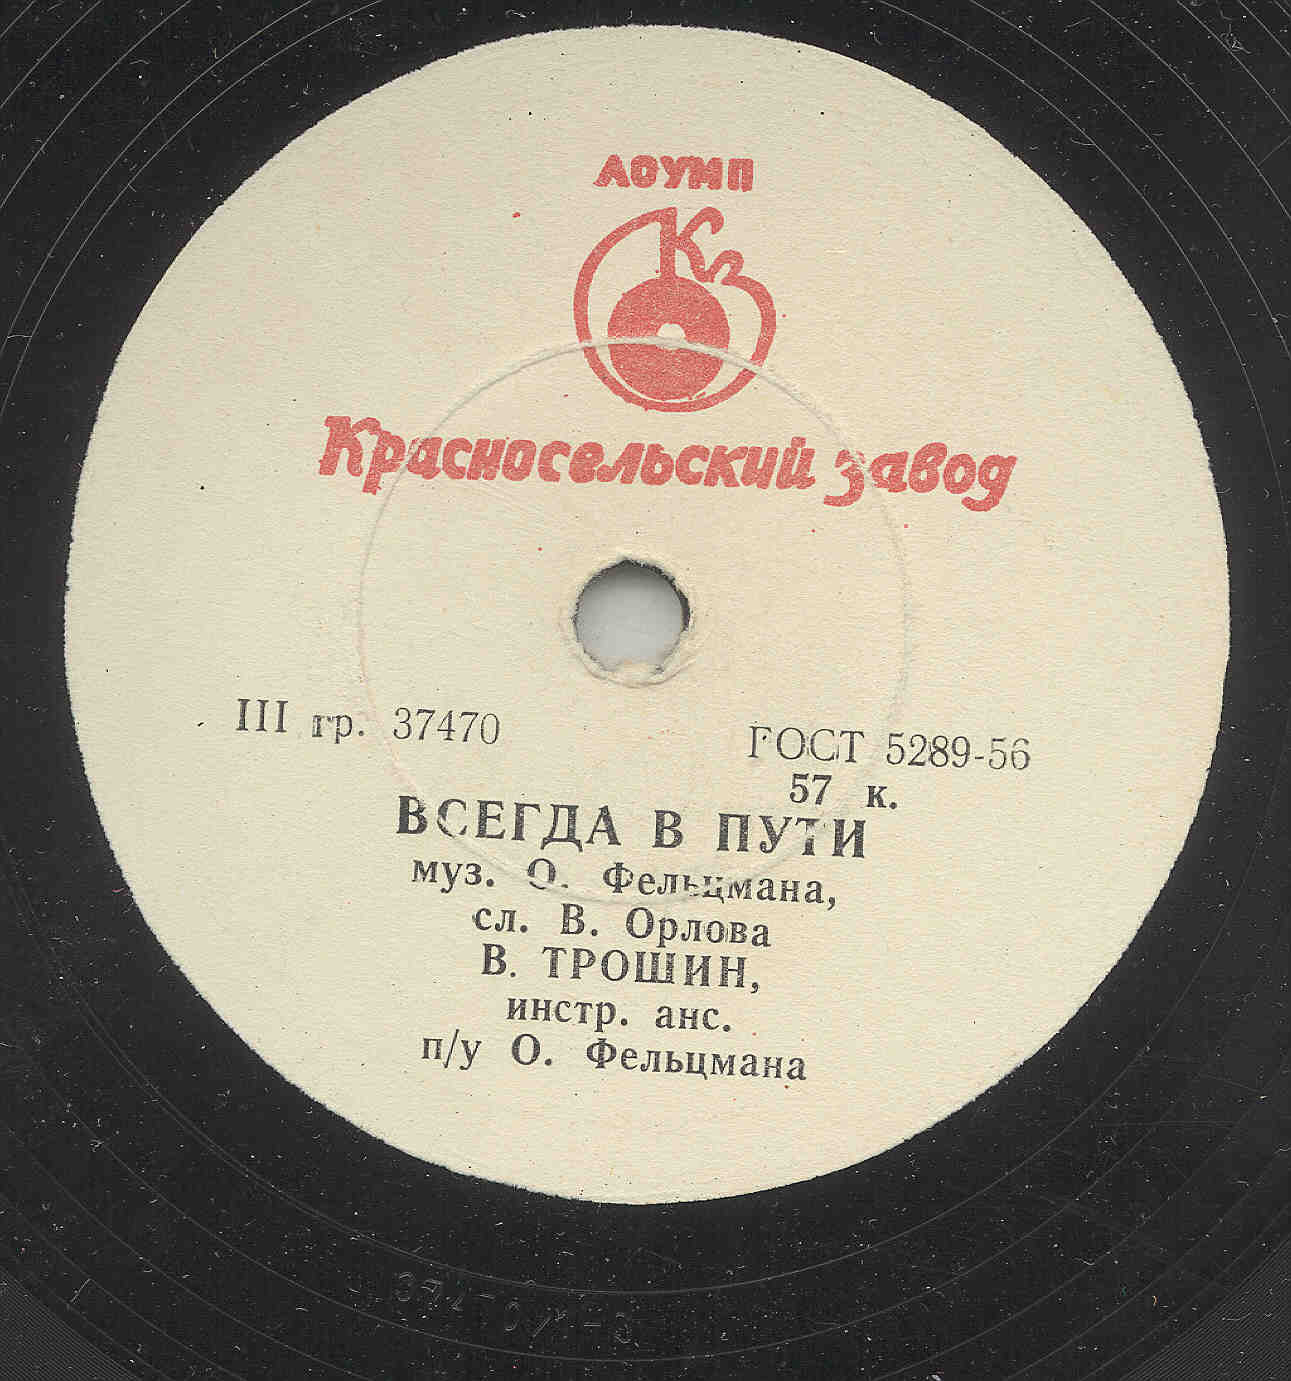 ЛОУМП
Кз
Красносельский завод
III гр. 37470
ГОСТ 5289-56
57 к.
ВСЕГДА В ПУТИ
муз. О. Фельцмана,
сл. В. Орлова
В. ТРОШИН,
инстр. анс.
п/у О. Фельцмана